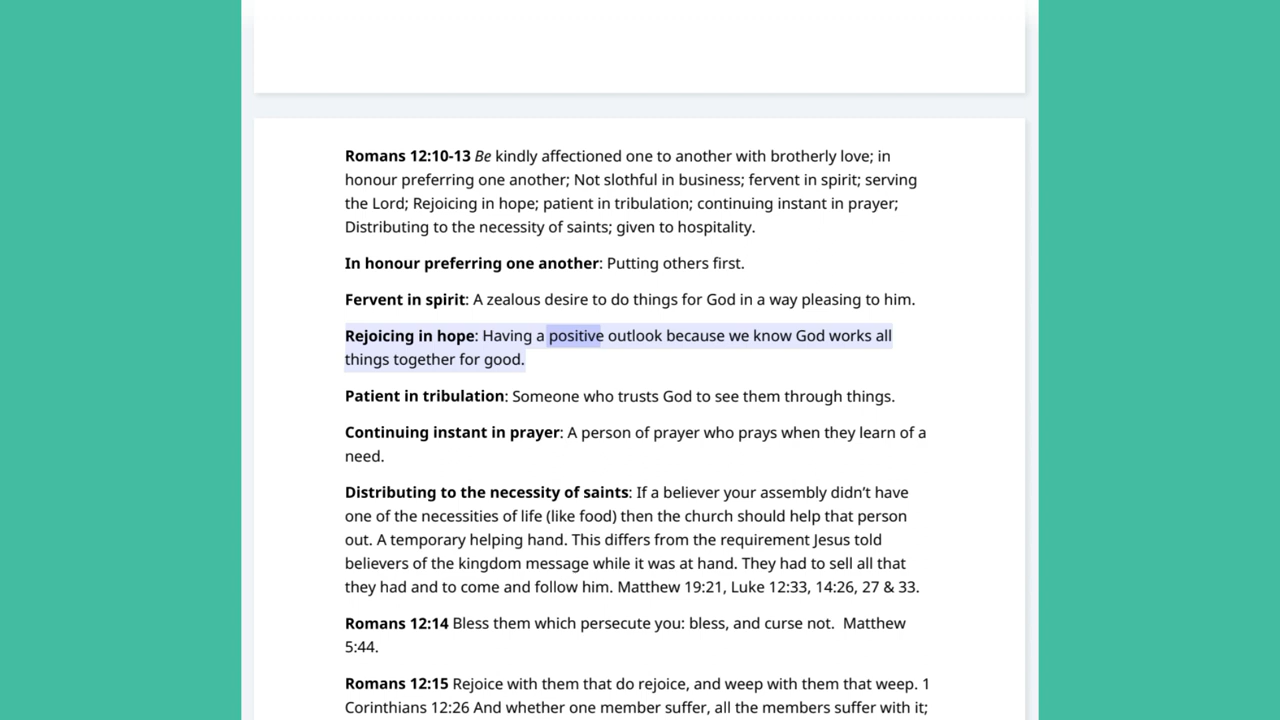 Romans 12:10-13 Be kindly affectioned one to another with brotherly love; in
honour preferring one another; Not slothful in business; fervent in spirit; serving
the Lord; Rejoicing in hope; patient in tribulation; continuing instant in prayer;
Distributing to the necessity of saints; given to hospitality.
In honour preferring one another: Putting others first.
Fervent in spirit: A zealous desire to do things for God in a way pleasing to him.
Rejoicing in hope: Having a positive outlook because we know God works all
things together for good.
Patient in tribulation: Someone who trusts God to see them through things.
Continuing instant in prayer: A person of prayer who prays when they learn of a
need.
Distributing to the necessity of saints: If a believer your assembly didn’t have
one of the necessities of life (like food) then the church should help that person
out. A temporary helping hand. This differs from the requirement Jesus told
believers of the kingdom message while it was at hand. They had to sell all that
they had and to come and follow him. Matthew 19:21, Luke 12:33, 14:26, 27 & 33.
Romans 12:14 Bless them which persecute you: bless, and curse not.  Matthew
5:44.
Romans 12:15 Rejoice with them that do rejoice, and weep with them that weep. 1
Corinthians 12:26 And whether one member suffer, all the members suffer with it;